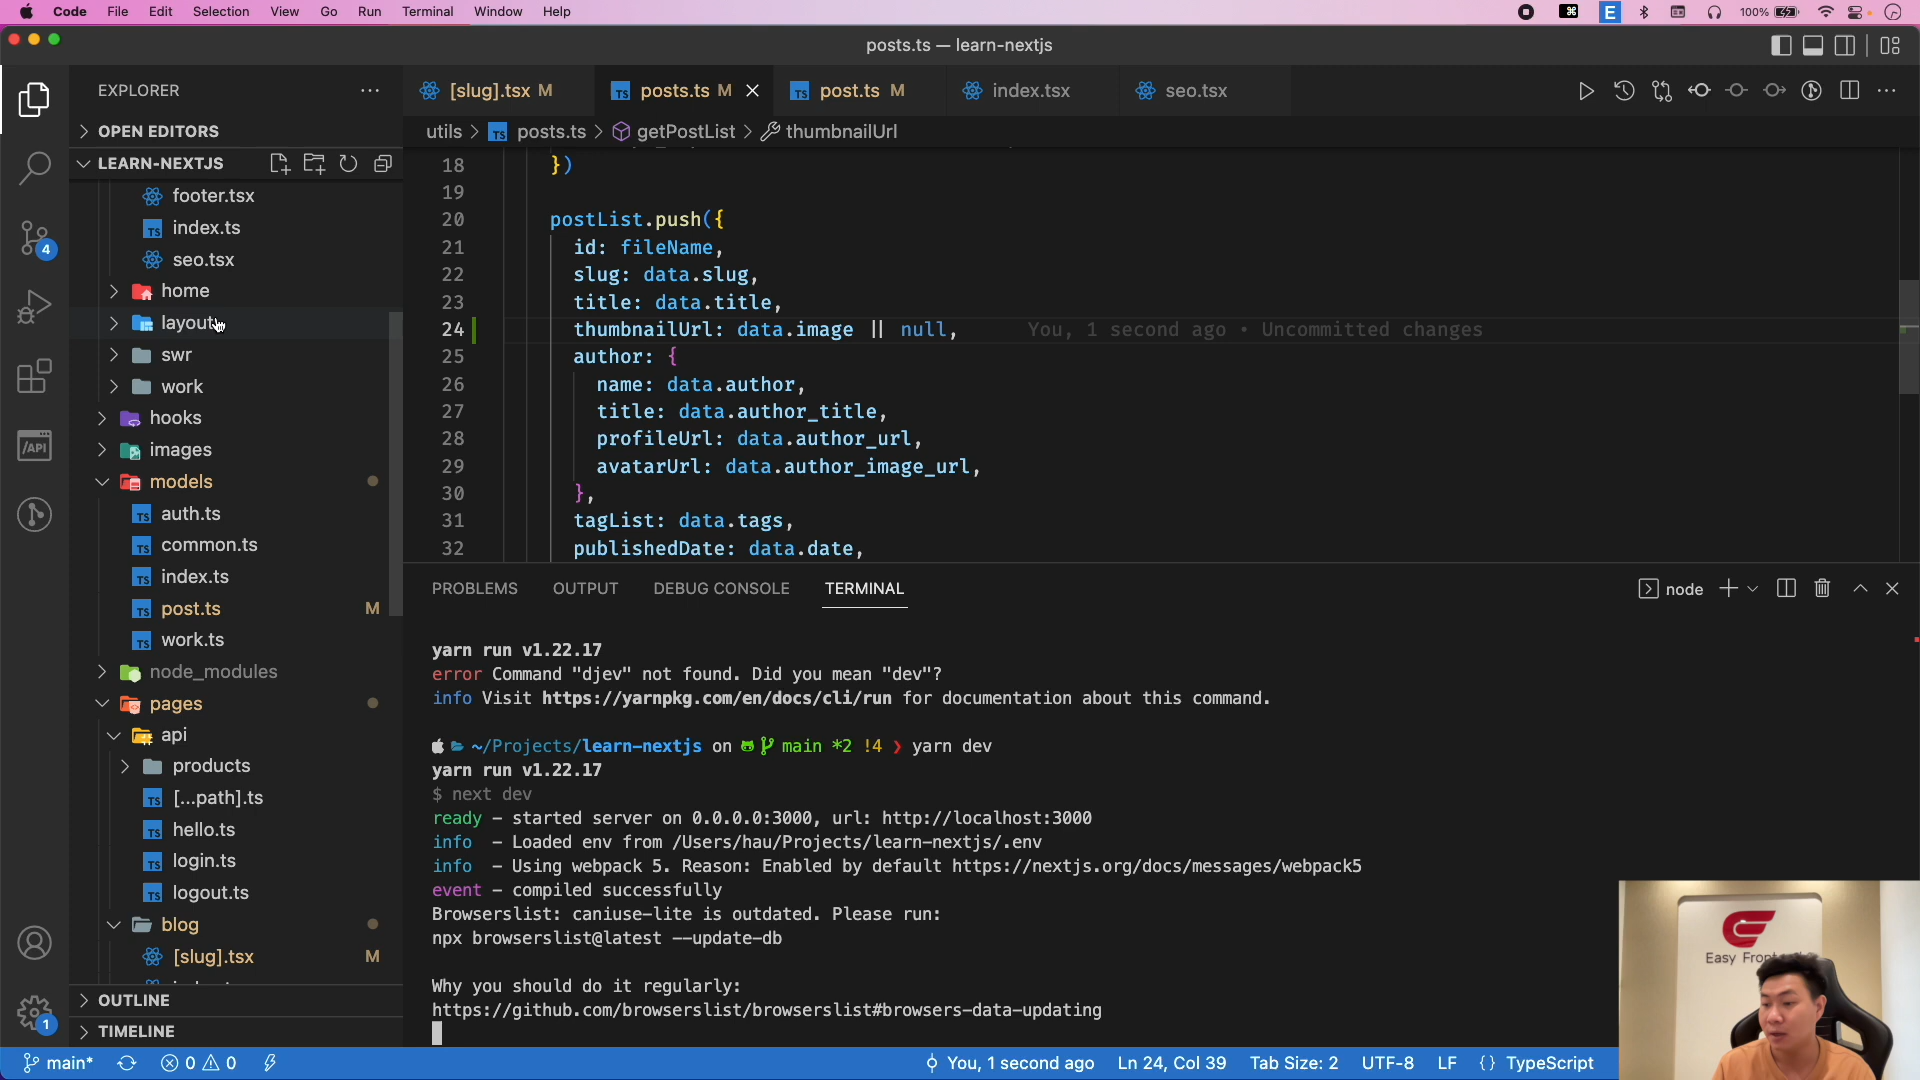 Code File Edit Selection View Go Run Terminal Window Help
E 100%
posts.ts — learn-nextjs
EXPLORER
OPEN EDITORS
LEARN-NEXTJS
footer.tsx
index.ts
seo.tsx
home
layout
swr
work
hooks
images
models
auth.ts
common.ts
index.ts
post.ts M
work.ts
node_modules
pages
api
products
[...path].ts
hello.ts
login.ts
logout.ts
blog
[slug].tsx M
OUTLINE
TIMELINE
4
/API
1
[slug].tsx M posts.ts M post.ts M index.tsx seo.tsx
utils > posts.ts > getPostList > thumbnailUrl
18 })
19
20 postList.push({
21 id: fileName,
22 slug: data.slug,
23 title: data.title,
24 thumbnailUrl: data.image || null, You, 1 second ago • Uncommitted changes
25 author: {
26 name: data.author,
27 title: data.author_title,
28 profileUrl: data.author_url,
29 avatarUrl: data.author_image_url,
30 },
31 tagList: data.tags,
32 publishedDate: data.date,
PROBLEMS OUTPUT DEBUG CONSOLE TERMINAL
node
yarn run v1.22.17
error Command "djev" not found. Did you mean "dev"?
info Visit https://yarnpkg.com/en/docs/cli/run for documentation about this command.
~/Projects/learn-nextjs on main *2 !4 ❯ yarn dev
yarn run v1.22.17
$ next dev
ready – started server on 0.0.0.0:3000, url: http://localhost:3000
info – Loaded env from /Users/hau/Projects/learn-nextjs/.env
info – Using webpack 5. Reason: Enabled by default https://nextjs.org/docs/messages/webpack5
event – compiled successfully
Browserslist: caniuse-lite is outdated. Please run:
npx browserslist@latest --update-db
Why you should do it regularly:
https://github.com/browserslist/browserslist#browsers-data-updating
Easy
main* 0 0 You, 1 second ago Ln 24, Col 39 Tab Size: 2 UTF-8 LF {} TypeScript